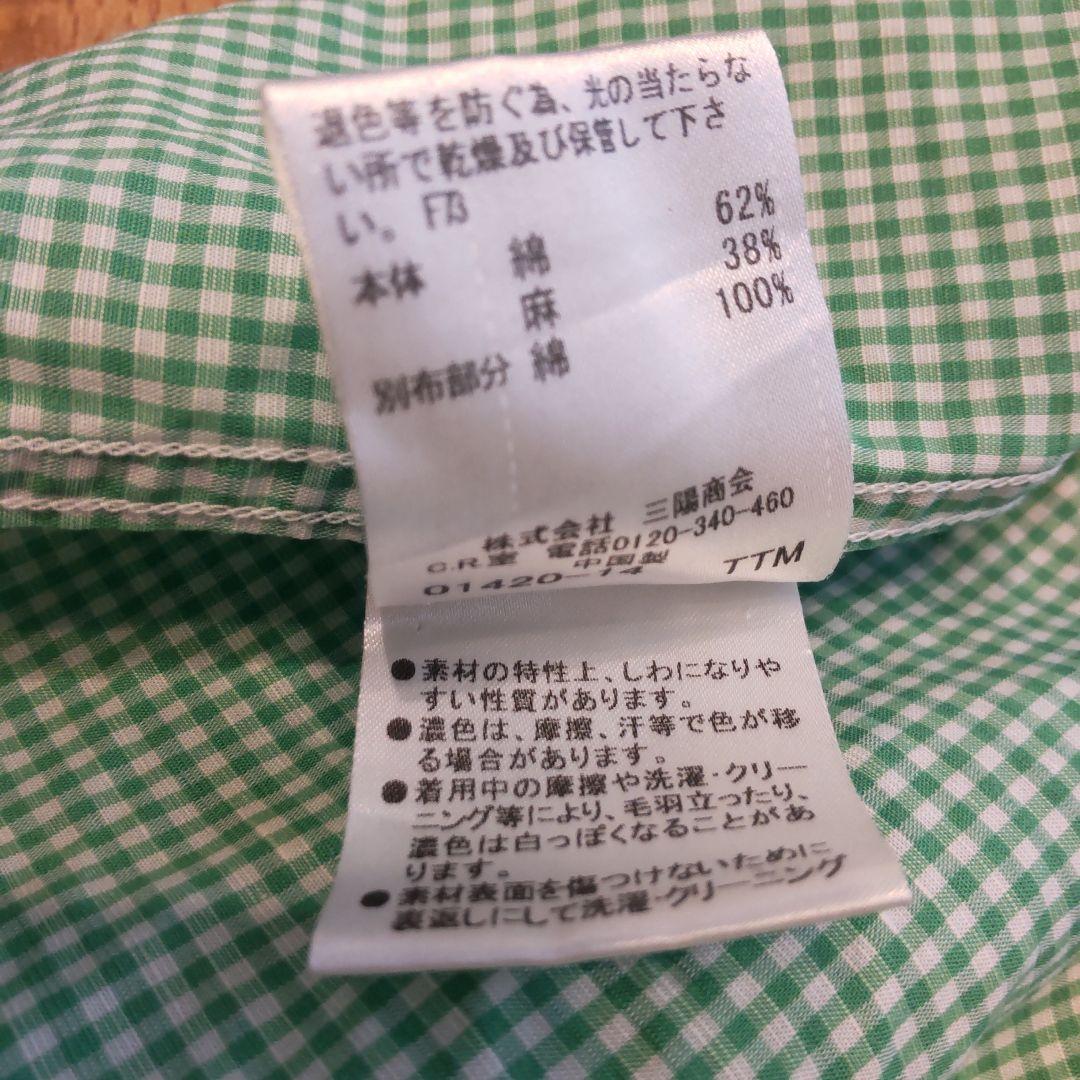 退色等を防ぐ為、光の当たらな
い所で乾燥及び保管して下さ
い。 F73
本体 綿 62%
麻 38%
別布部分 綿 100%
株式会社 三陽商会
C.R室 電話0120-340-460
中国製
01420-14 TTM
●素材の特性上、しわになりや
すい性質があります。
●濃色は、摩擦、汗等で色が移
る場合があります。
●着用中の摩擦や洗濯・クリー
ニング等により、毛羽立ったり、
濃色は白っぽくなることがあ
ります。
●素材表面を傷つけないために
裏返しにして洗濯・クリーニング